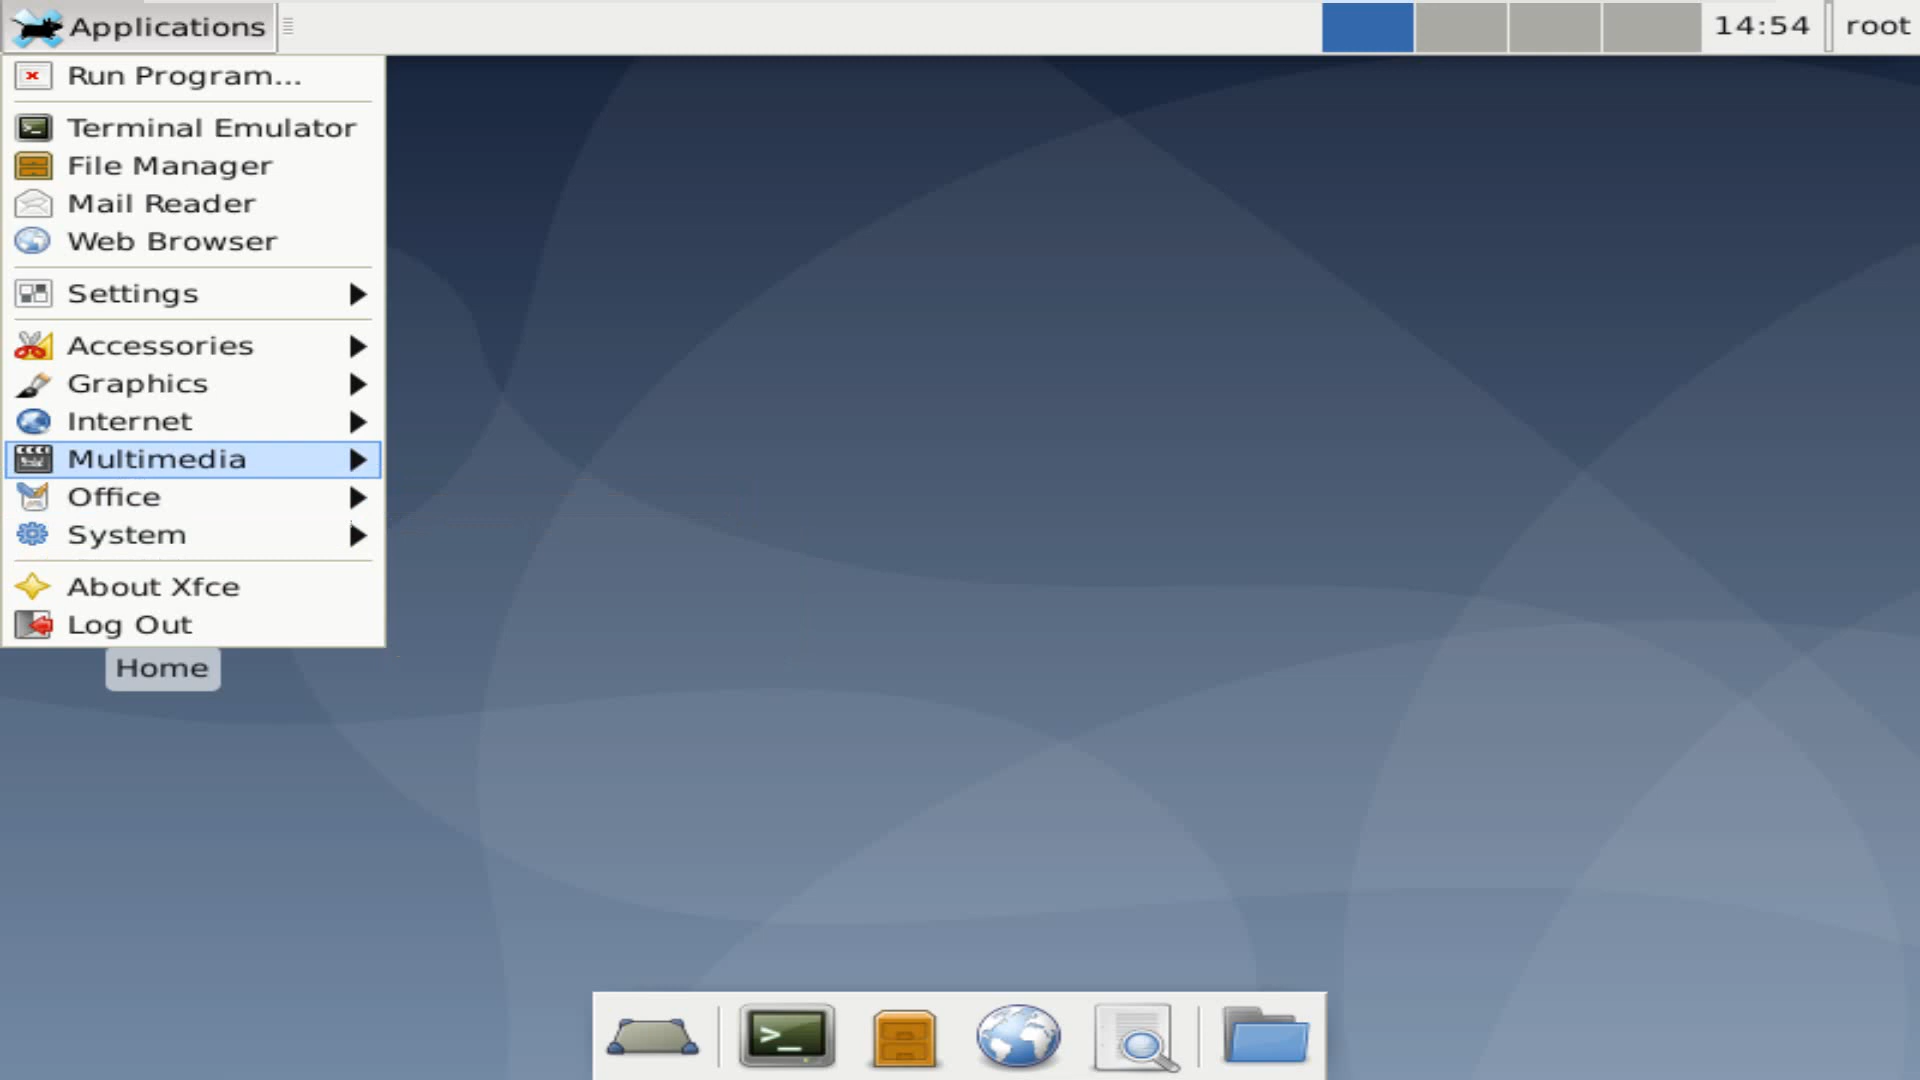 Applications
14:54
root
Run Program...
Terminal Emulator
File Manager
Mail Reader
Web Browser
Settings
Accessories
Graphics
Internet
Multimedia
Office
System
About Xfce
Log Out
Home